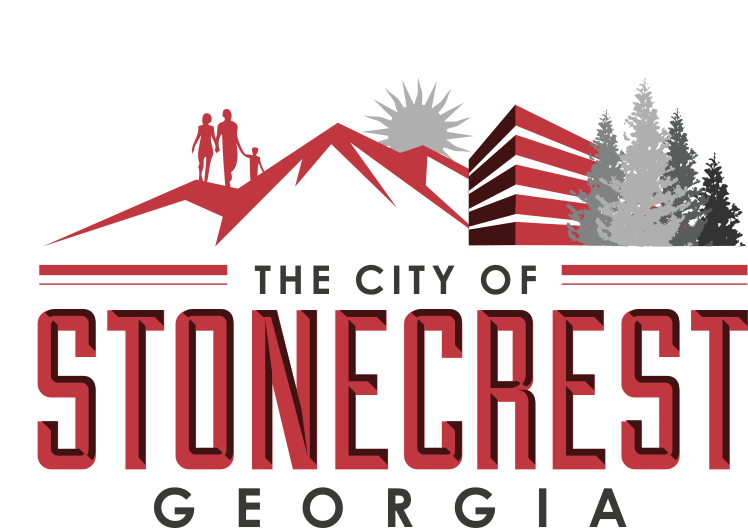 THE CITY OF
STONECREST
GEORGIA